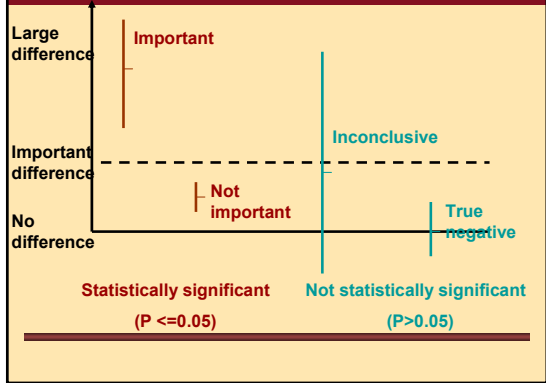 Large
difference
Important
Important
difference
Inconclusive
Not
important
No
difference
True
negative
Statistically significant
(P <=0.05)
Not statistically significant
(P>0.05)